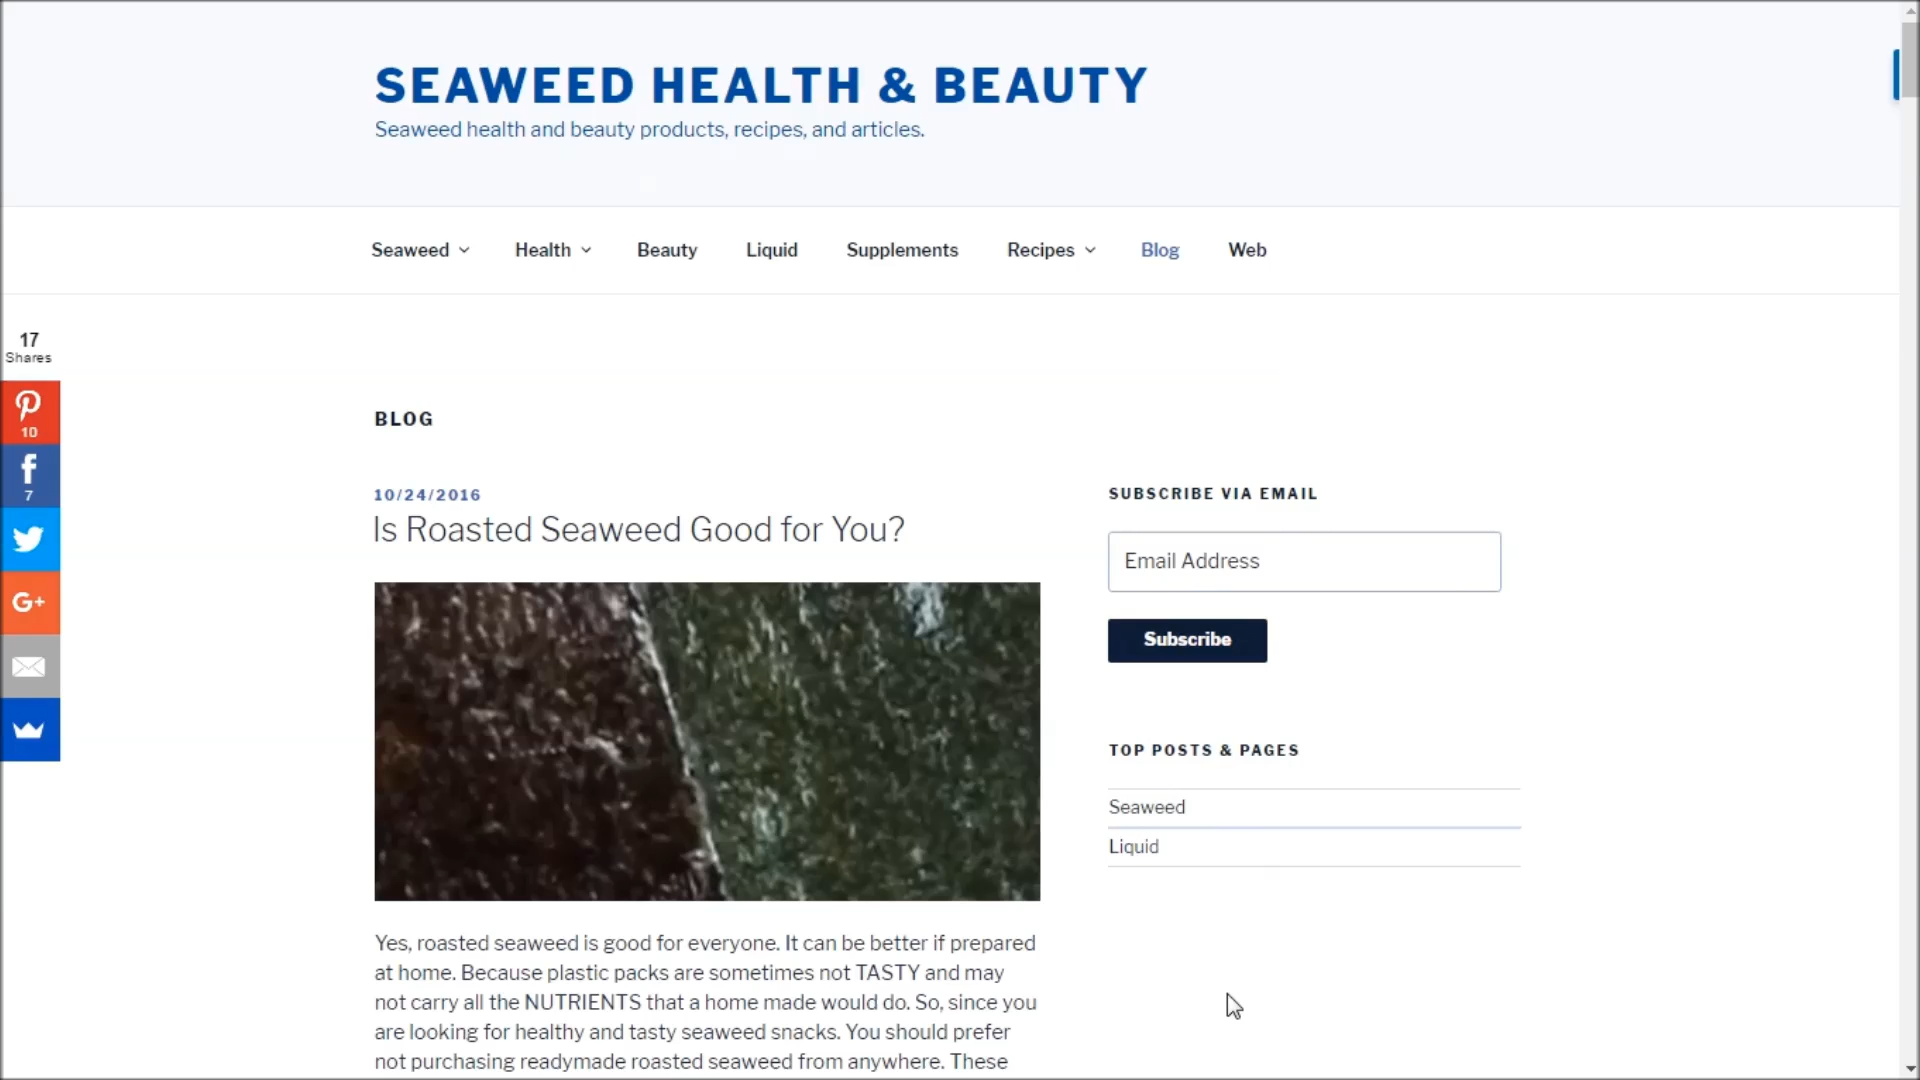 SEAWEED HEALTH & BEAUTY
Seaweed health and beauty products, recipes, and articles.
Seaweed Health Beauty Liquid Supplements Recipes Blog Web
17
Shares
10
7
G+
BLOG
10/24/2016
Is Roasted Seaweed Good for You?
Yes, roasted seaweed is good for everyone. It can be better if prepared
at home. Because plastic packs are sometimes not TASTY and may
not carry all the NUTRIENTS that a home made would do. So, since you
are looking for healthy and tasty seaweed snacks. You should prefer
not purchasing readymade roasted seaweed from anywhere. These
SUBSCRIBE VIA EMAIL
Email Address
Subscribe
TOP POSTS & PAGES
Seaweed
Liquid